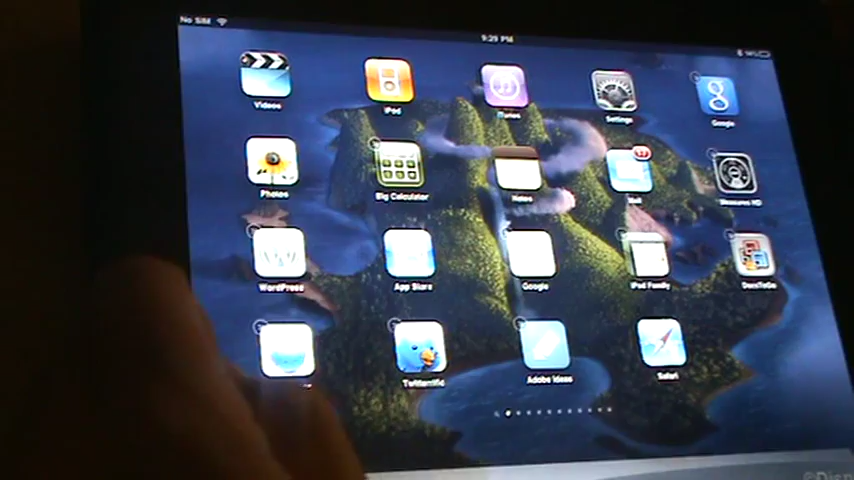 No SIM
9:29 PM
Videos
iPod
iTunes
Settings
Google
Photos
Big Calculator
Notes
Mail
Measures HD
WordPress
App Store
Google
iPad Family
Twitterrific
Adobe Ideas
Safari